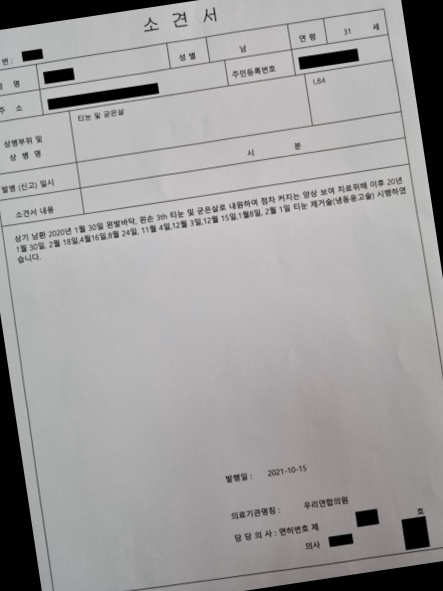 소 견 서
번 :
명
성 별
남
연 령
31
세
주 소
주민등록번호
상병부위 및
상 병 명
티눈 및 굳은살
L84
발병 (신고) 일시
시 분
소견서 내용
상기 남환 2020년 1월 30일 왼발바닥, 왼손 3th 티눈 및 굳은살로 내원하여 점차 커지는 양상 보여 치료위해 이후 20년
1월 30일, 2월 18일,4월16일,8월 24일, 11월 4일,12월 3일,12월 15일,1월8일, 2월 1일 티눈 제거술(냉동응고술) 시행하였
습니다.
발행일 : 2021-10-15
의료기관명칭 : 우리연합의원
담 당 의 사 : 면허번호 제 호
의사